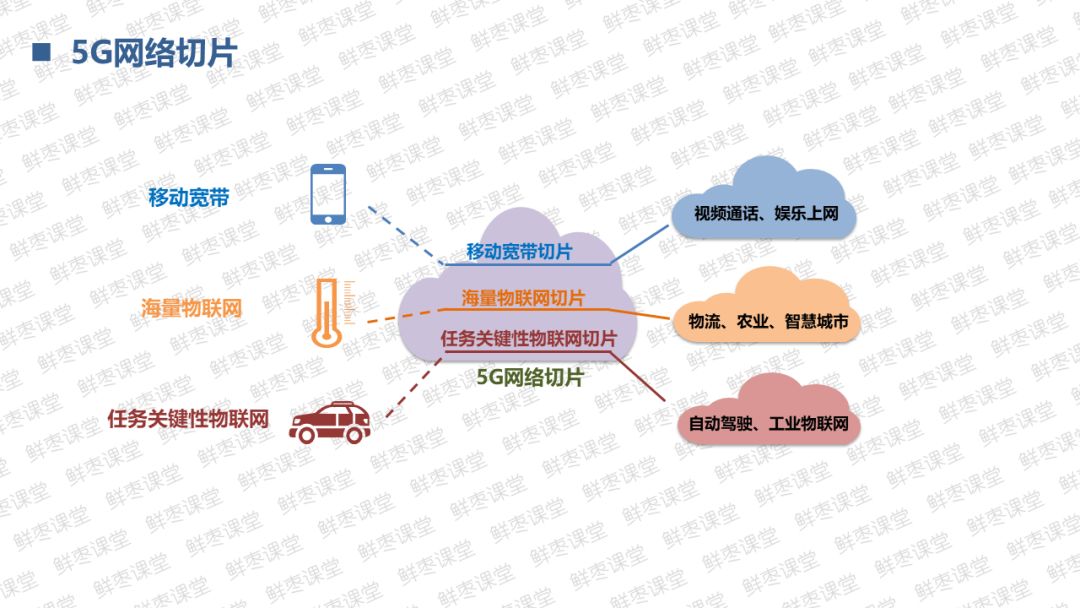 5G网络切片
移动宽带
视频通话、娱乐上网
移动宽带切片
海量物联网
海量物联网切片
物流、农业、智慧城市
任务关键性物联网切片
5G网络切片
任务关键性物联网
自动驾驶、工业物联网
鲜枣课堂